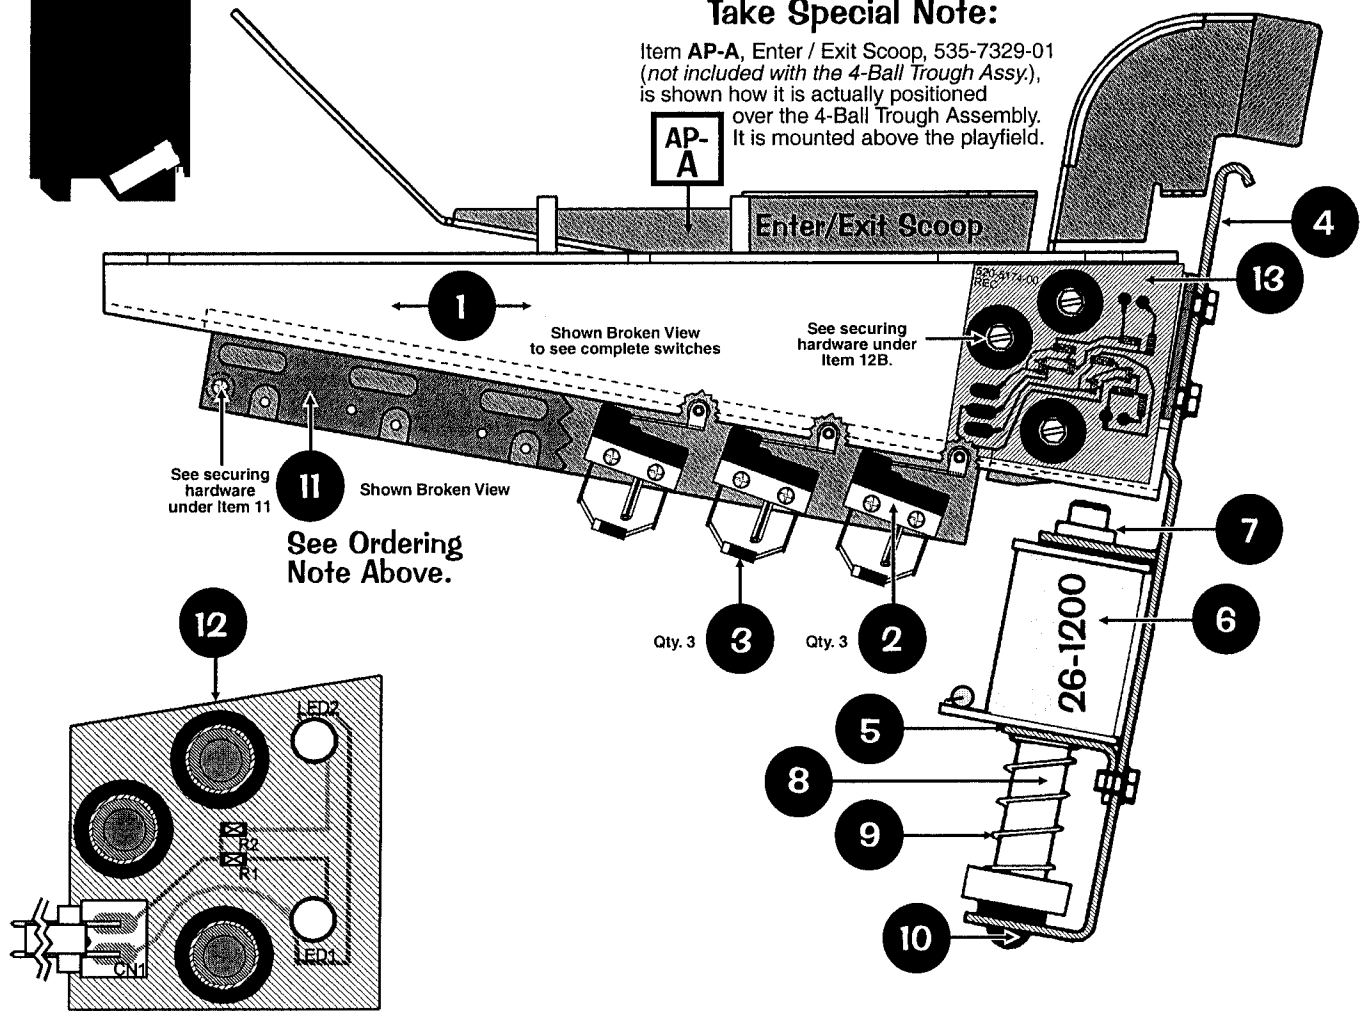 Take Special Note:
Item AP-A, Enter / Exit Scoop, 535-7329-01
(not included with the 4-Ball Trough Assy.),
is shown how it is actually positioned
over the 4-Ball Trough Assembly.
It is mounted above the playfield.
AP-
A
Enter/Exit Scoop
4
13
520-5174-00
REC
1
Shown Broken View
to see complete switches
See securing
hardware under
Item 12B.
See securing
hardware
under Item 11
11
Shown Broken View
See Ordering
Note Above.
7
26-1200
6
Qty. 3
3
Qty. 3
2
12
5
8
9
10
LED2
R2
R1
LED1
CN1